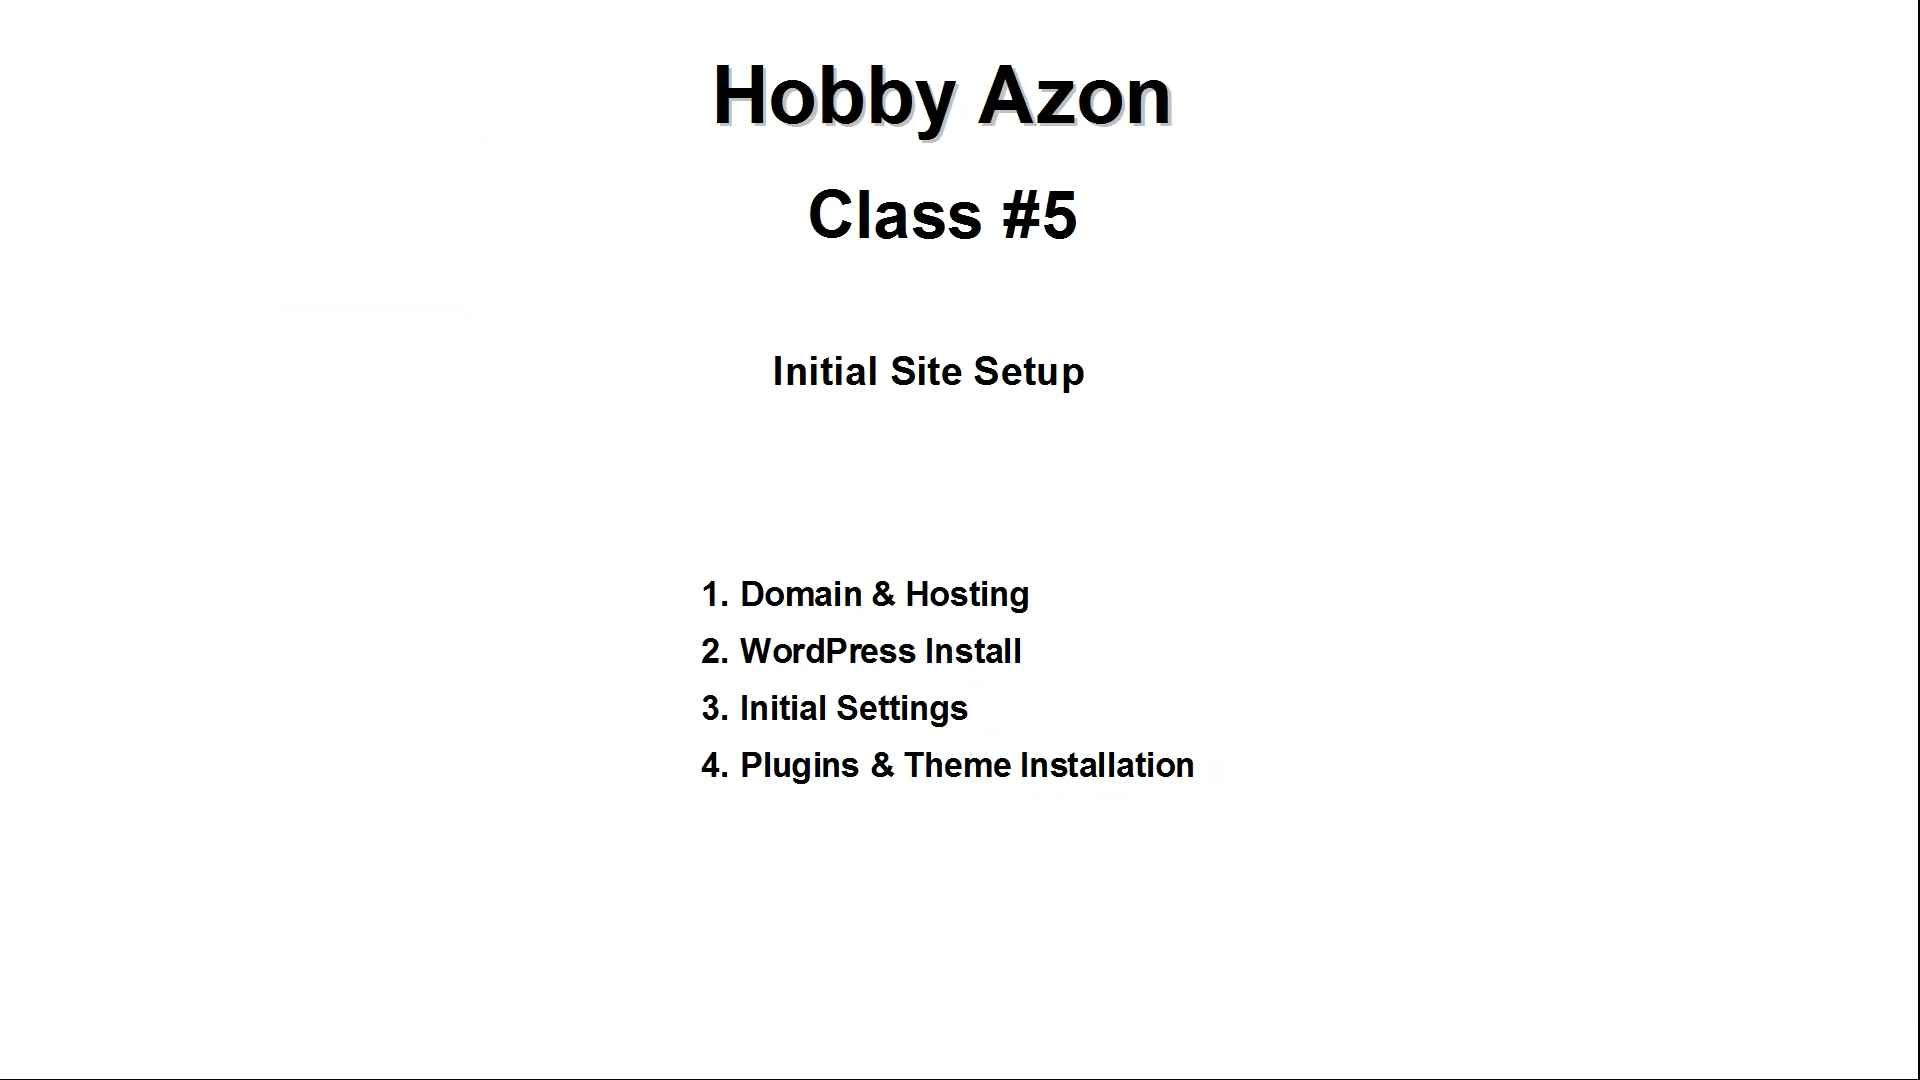 Hobby Azon
Class #5
Initial Site Setup
1. Domain & Hosting
2. WordPress Install
3. Initial Settings
4. Plugins & Theme Installation